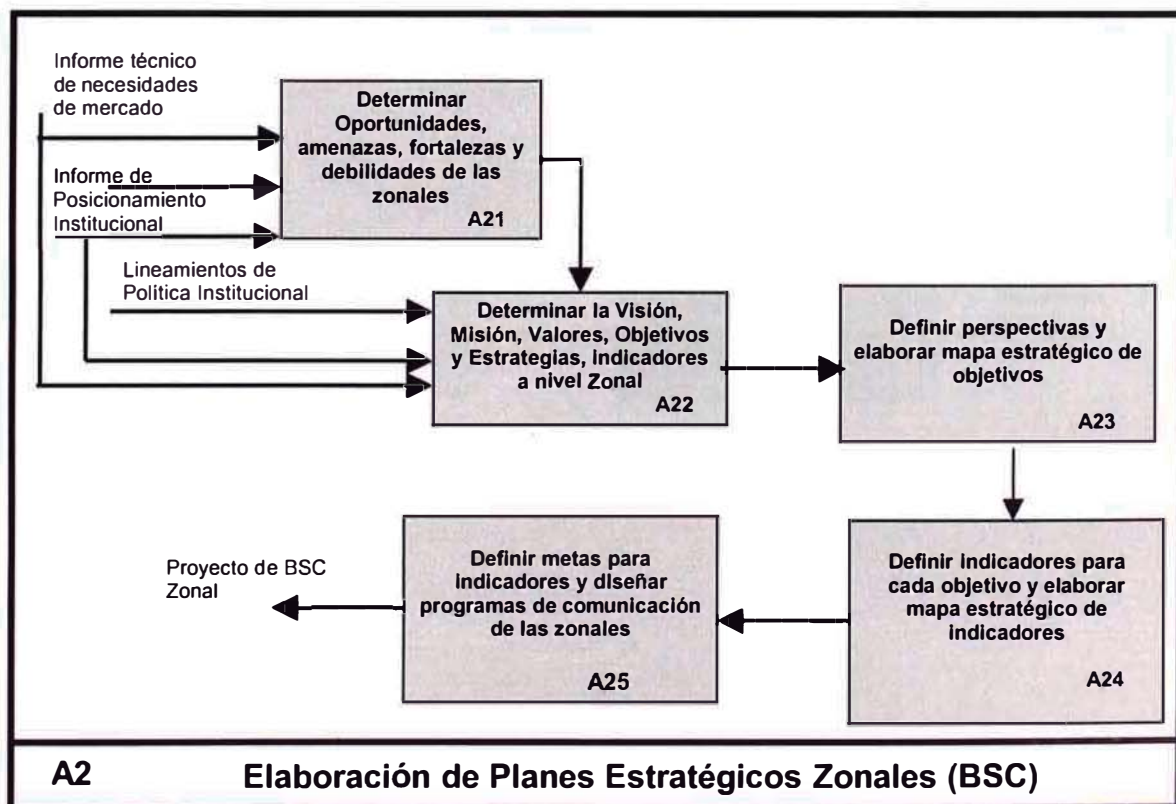 Informe técnico
de necesidades
de mercado
Determinar
Oportunidades,
amenazas, fortalezas y
debilidades de las
zonales
A21
Informe de
Posicionamiento
Institucional
Lineamientos de
Política Institucional
Determinar la Visión,
Misión, Valores, Objetivos
y Estrategias, indicadores
a nivel Zonal
A22
Definir perspectivas y
elaborar mapa estratégico de
objetivos
A23
Proyecto de BSC
Zonal
Definir metas para
indicadores y diseñar
programas de comunicación
de las zonales
A25
Definir indicadores para
cada objetivo y elaborar
mapa estratégico de
indicadores
A24
A2 Elaboración de Planes Estratégicos Zonales (BSC)